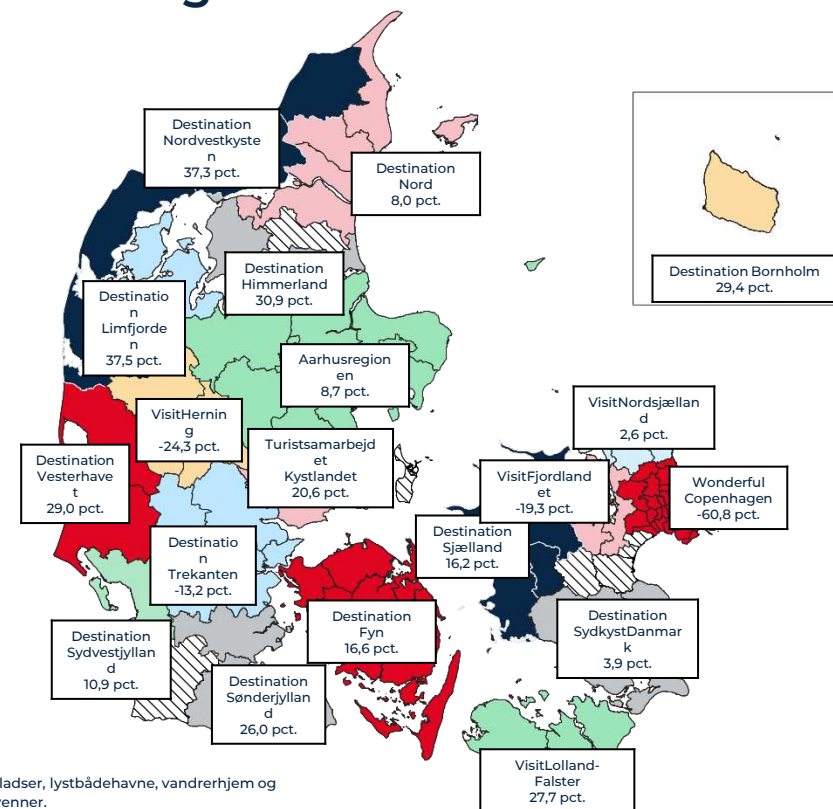 g
Destination
Nordvestkyste
n
37,3 pct.
Destination
Nord
8,0 pct.
Destination
Himmerland
30,9 pct.
Destination Bornholm
29,4 pct.
Destinatio
n
Limfjorde
n
37,5 pct.
Aarhusregion
en
8,7 pct.
VisitHernin
g
-24,3 pct.
VisitNordsjællan
d
2,6 pct.
Turistsamarbejd
et
Kystlandet
20,6 pct.
Destination
Vesterhave
t
29,0 pct.
VisitFjordland
et
-19,3 pct.
Wonderful
Copenhagen
-60,8 pct.
Destination
Sjælland
16,2 pct.
Destinatio
n
Trekanten
-13,2 pct.
Destination
Fyn
16,6 pct.
Destination
SydkystDanmar
k
3,9 pct.
Destination
Sydvestjyllan
d
10,9 pct.
Destination
Sønderjyllan
d
26,0 pct.
VisitLolland-
Falster
27,7 pct.
ladser, lystbådehavne, vandrerhjem og
venner.